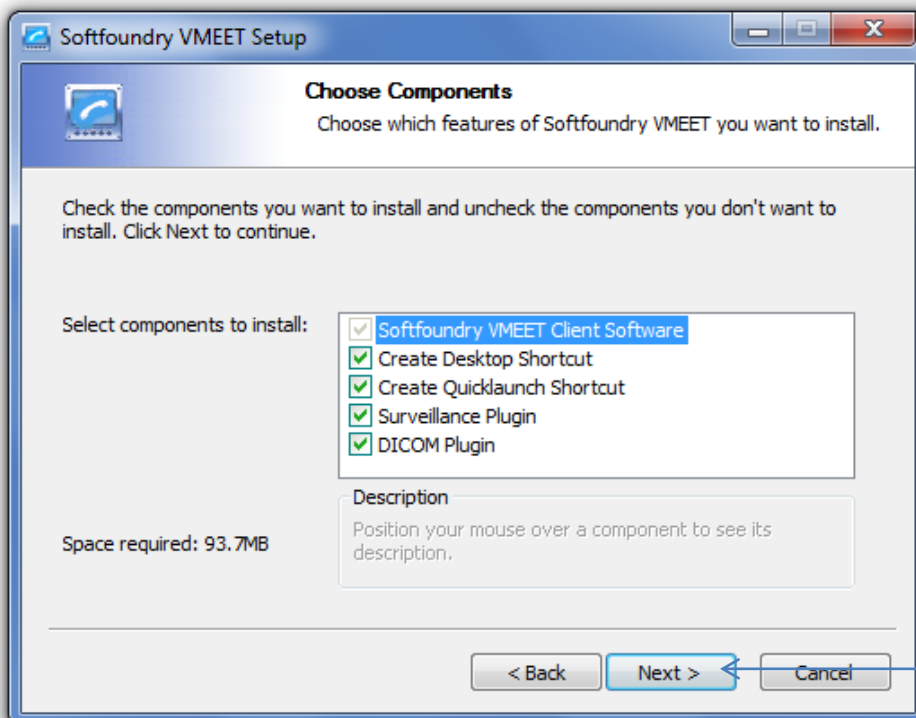 Softfoundry VMEET Setup
Choose Components
Choose which features of Softfoundry VMEET you want to install.
Check the components you want to install and uncheck the components you don't want to
install. Click Next to continue.
Select components to install:
Softfoundry VMEET Client Software
Create Desktop Shortcut
Create Quicklaunch Shortcut
Surveillance Plugin
DICOM Plugin
Description
Position your mouse over a component to see its
description.
Space required: 93.7MB
< Back
Next >
Cancel